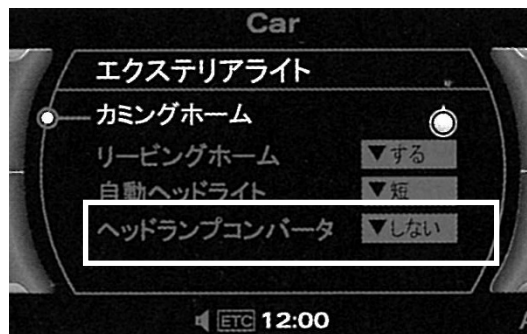 Car
エクステリアライト
カミングホーム
リービングホーム ▼する
自動ヘッドライト ▼短
ヘッドランプコンバータ ▼しない
ETC 12:00